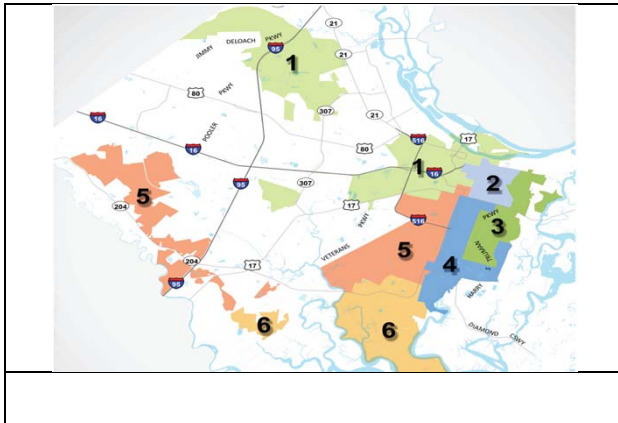 21
JIMMY DELOACH PKWY
95
1
21
80
PKWY
16
307
21
516
17
16
POOLER
80
1
16
2
5
95
307
17
PKWY
3
204
516
PKWY
VETERANS
5
4
TRUMAN
204
17
95
HARRY
6
6
DIAMOND
CSWY